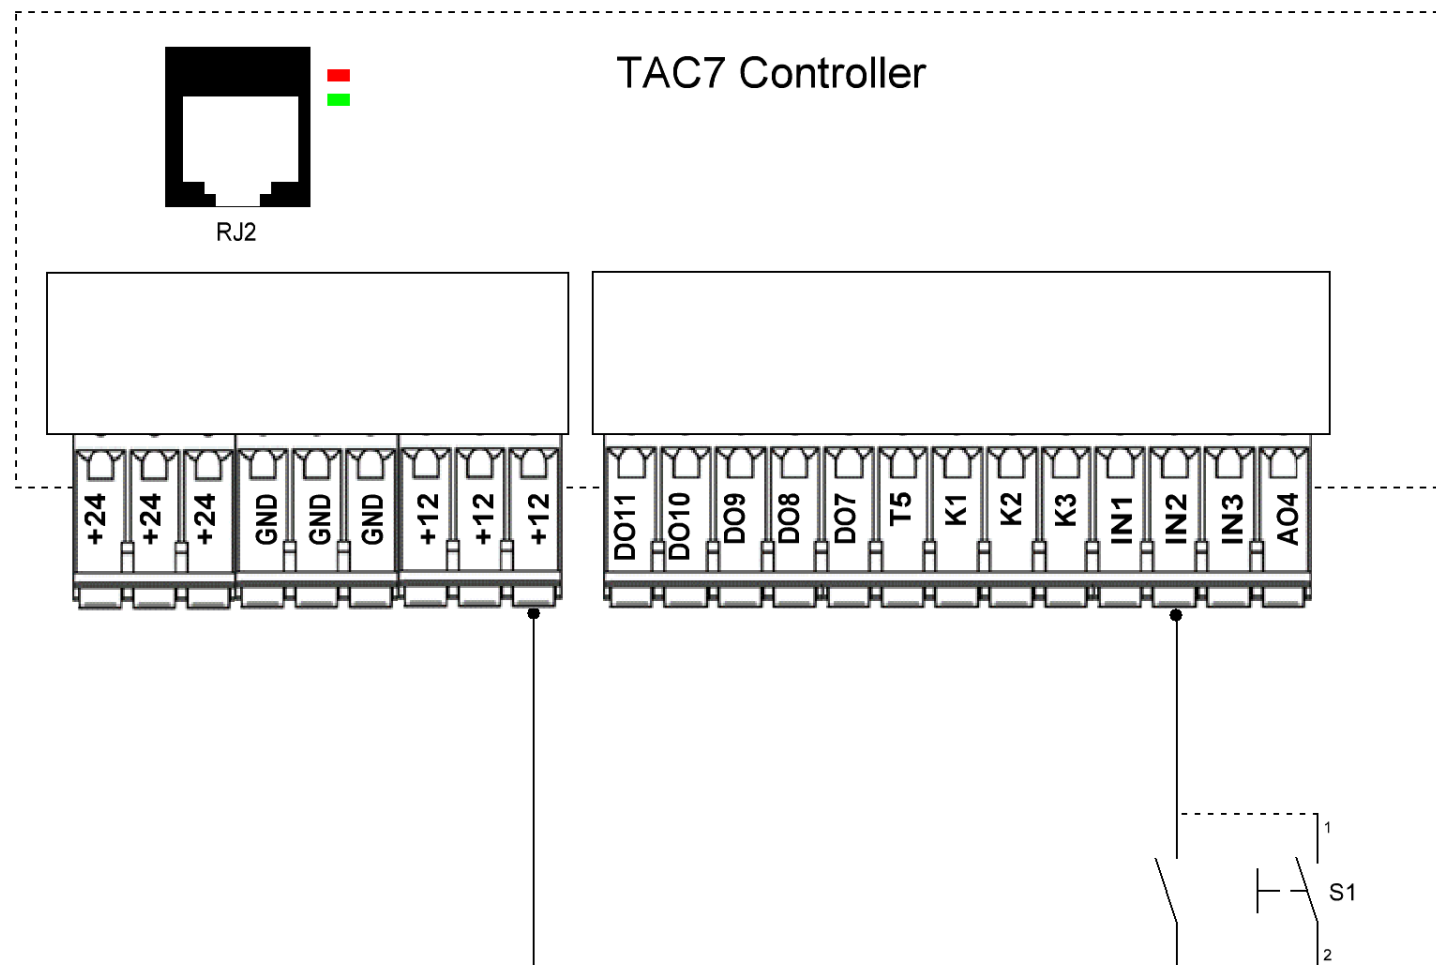 TAC7 Controller
RJ2
+24 +24 +24 GND GND GND +12 +12 +12
DO11 DO10 DO9 DO8 DO7 T5 K1 K2 K3 IN1 IN2 IN3 AO4
1
S1
2